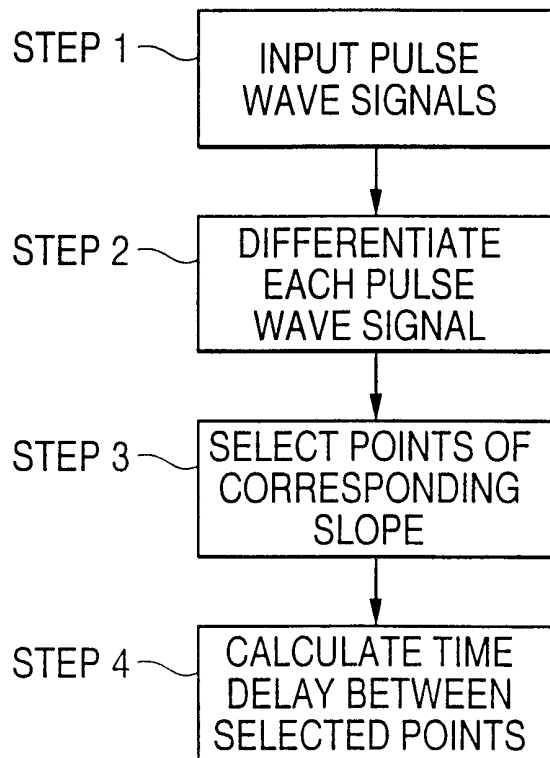 STEP 1
INPUT PULSE
WAVE SIGNALS
STEP 2
DIFFERENTIATE
EACH PULSE
WAVE SIGNAL
STEP 3
SELECT POINTS OF
CORRESPONDING
SLOPE
STEP 4
CALCULATE TIME
DELAY BETWEEN
SELECTED POINTS